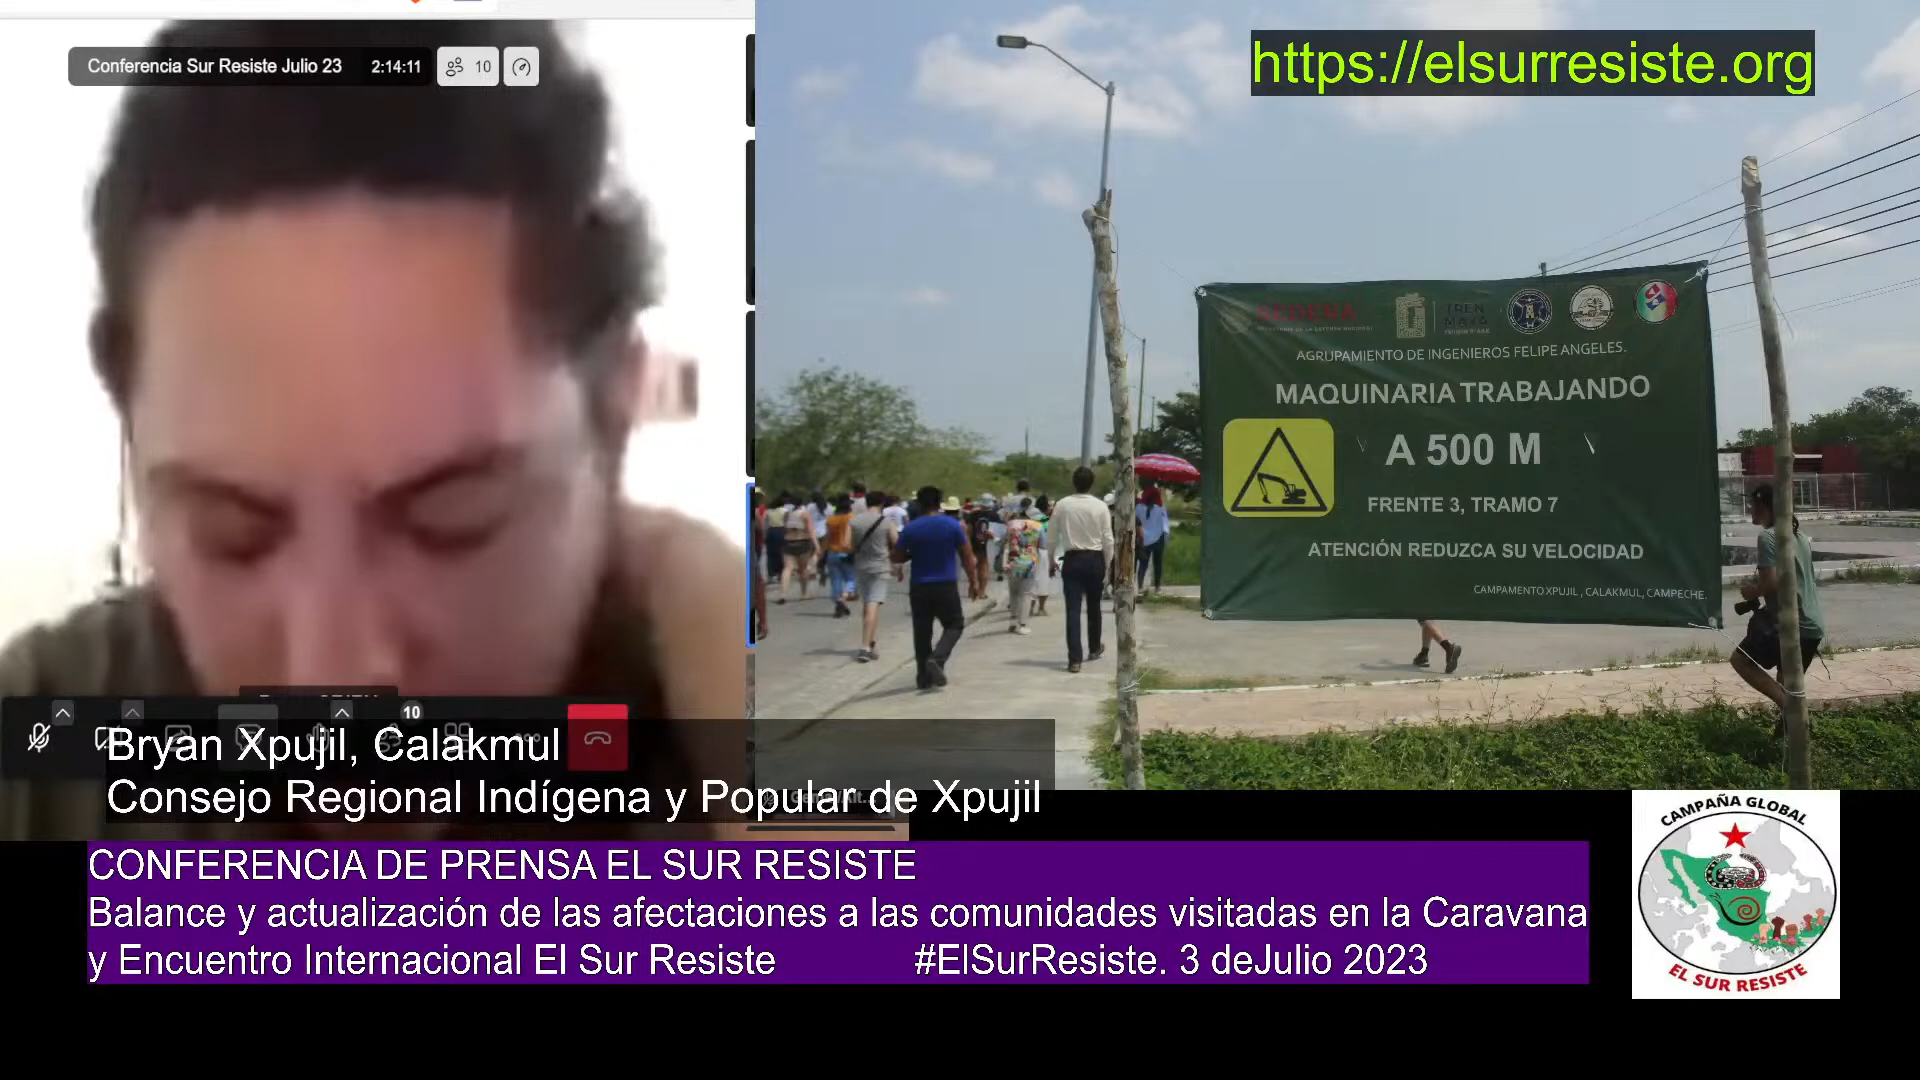 Conferencia Sur Resiste Julio 23 2:14:11 10
https://elsurresiste.org
SEDENA
TREN MAYA
AGRUPAMIENTO DE INGENIEROS FELIPE ANGELES.
MAQUINARIA TRABAJANDO
A 500 M
FRENTE 3, TRAMO 7
ATENCIÓN REDUZCA SU VELOCIDAD
CAMPAMENTO XPUJIL, CALAKMUL, CAMPECHE.
10
Bryan Xpujil, Calakmul
Consejo Regional Indígena y Popular de Xpujil
CONFERENCIA DE PRENSA EL SUR RESISTE
Balance y actualización de las afectaciones a las comunidades visitadas en la Caravana
y Encuentro Internacional El Sur Resiste #ElSurResiste. 3 deJulio 2023
CAMPAÑA GLOBAL
EL SUR RESISTE